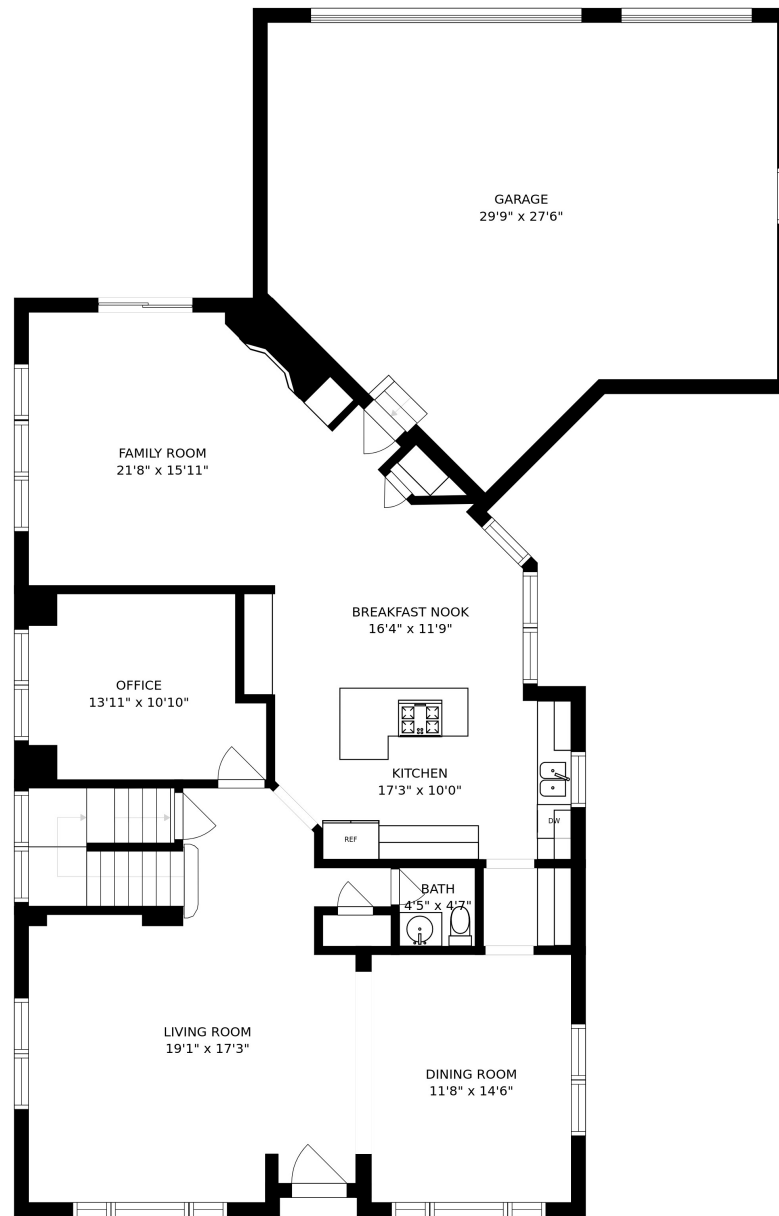 GARAGE
29'9" x 27'6"
FAMILY ROOM
21'8" x 15'11"
BREAKFAST NOOK
16'4" x 11'9"
OFFICE
13'11" x 10'10"
KITCHEN
17'3" x 10'0"
DW
REF
BATH
4'5" x 4'7"
LIVING ROOM
19'1" x 17'3"
DINING ROOM
11'8" x 14'6"